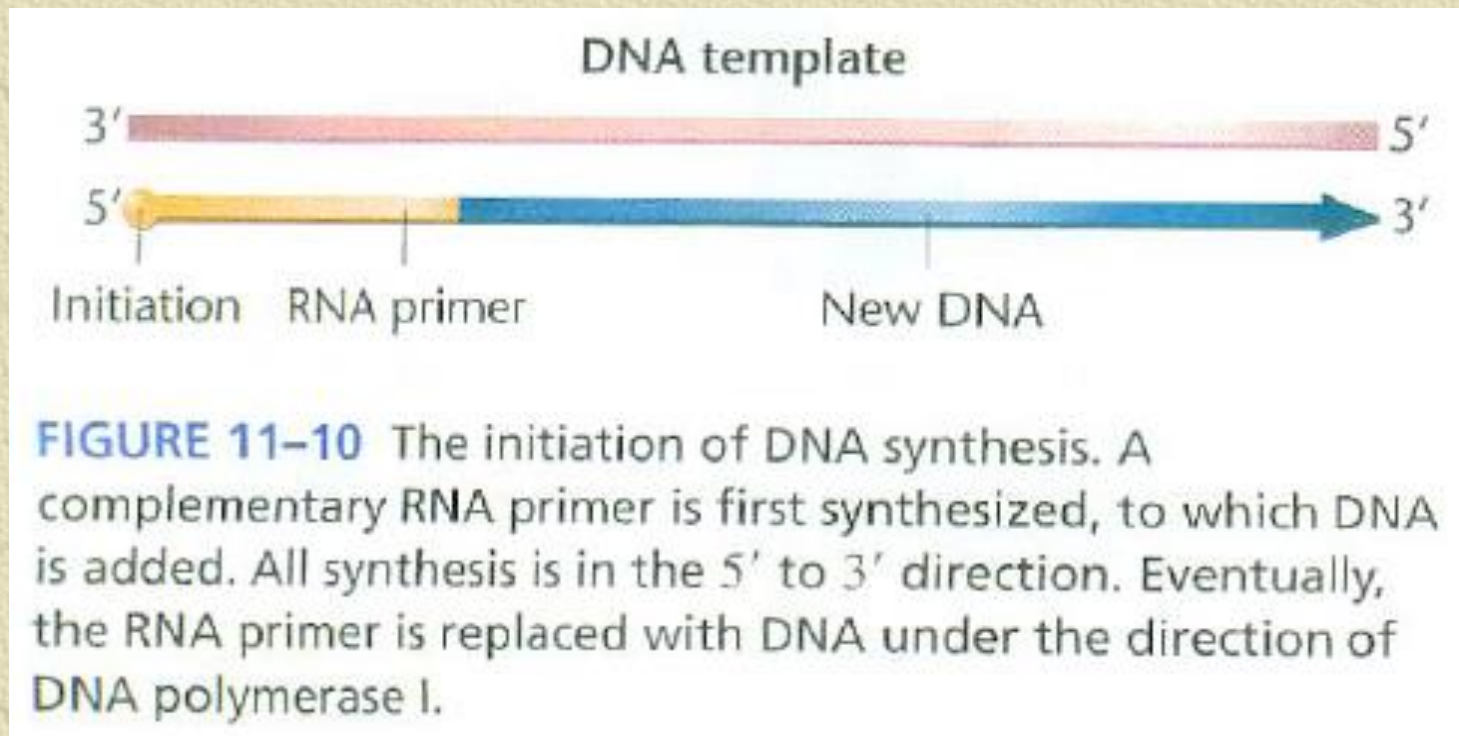 DNA template
3′ 5′
5′ 3′
Initiation RNA primer New DNA
FIGURE 11–10 The initiation of DNA synthesis. A
complementary RNA primer is first synthesized, to which DNA
is added. All synthesis is in the 5′ to 3′ direction. Eventually,
the RNA primer is replaced with DNA under the direction of
DNA polymerase I.